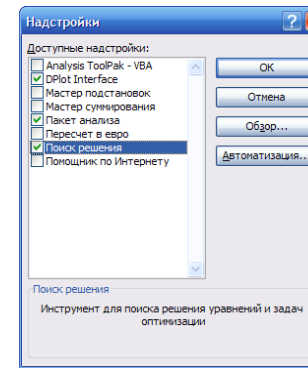 Надстройки
Доступные надстройки:
Analysis ToolPak - VBA
DPlot Interface
Мастер подстановок
Мастер суммирования
Пакет анализа
Пересчет в евро
Поиск решения
Помощник по Интернету
ОК
Отмена
Обзор...
Автоматизация...
Поиск решения
Инструмент для поиска решения уравнений и задач
оптимизации